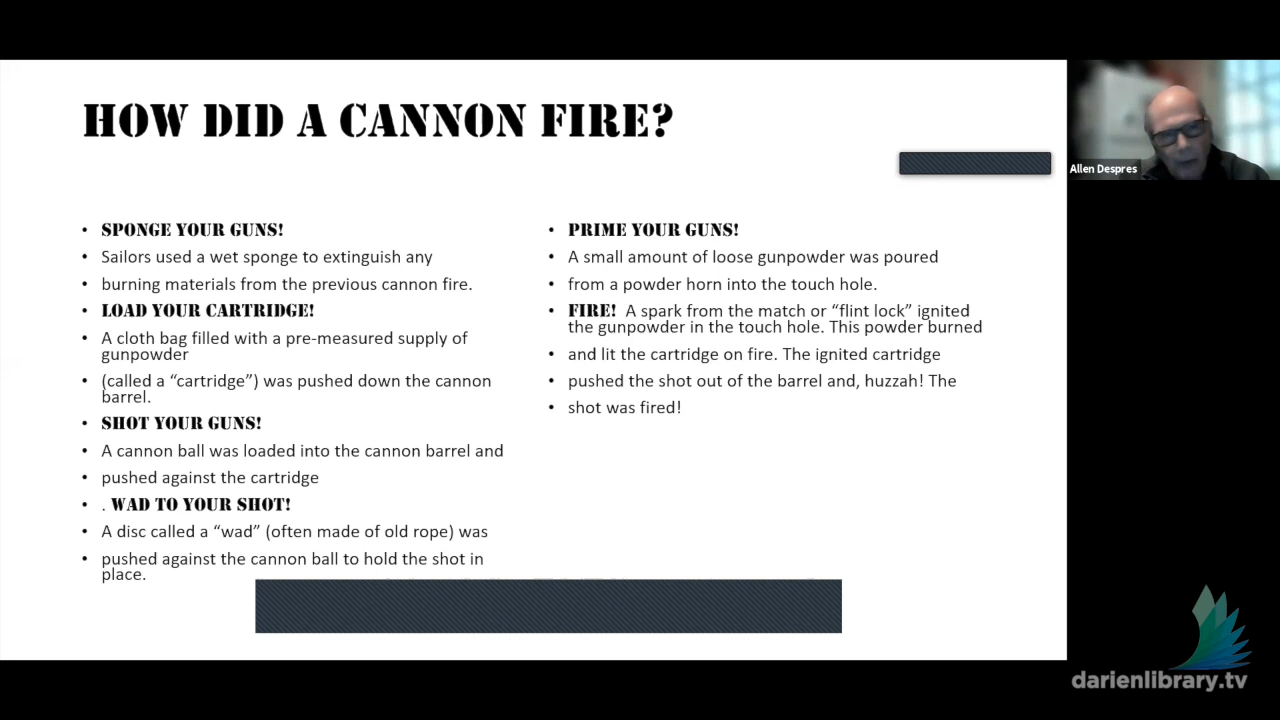 HOW DID A CANNON FIRE?
Allen Despres
• SPONGE YOUR GUNS!
• Sailors used a wet sponge to extinguish any
• burning materials from the previous cannon fire.
• LOAD YOUR CARTRIDGE!
• A cloth bag filled with a pre-measured supply of
gunpowder
• (called a “cartridge”) was pushed down the cannon
barrel.
• SHOT YOUR GUNS!
• A cannon ball was loaded into the cannon barrel and
• pushed against the cartridge
• . WAD TO YOUR SHOT!
• A disc called a “wad” (often made of old rope) was
• pushed against the cannon ball to hold the shot in
place.
• PRIME YOUR GUNS!
• A small amount of loose gunpowder was poured
• from a powder horn into the touch hole.
• FIRE! A spark from the match or “flint lock” ignited
the gunpowder in the touch hole. This powder burned
• and lit the cartridge on fire. The ignited cartridge
• pushed the shot out of the barrel and, huzzah! The
• shot was fired!
darienlibrary.tv